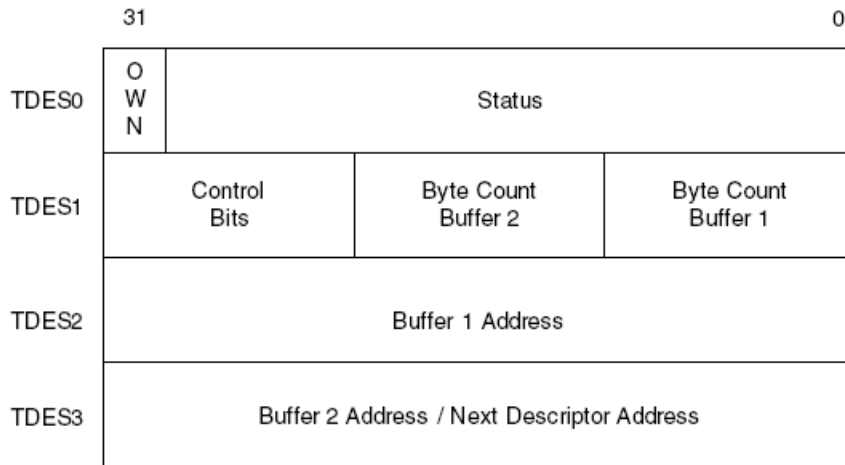 31 0
TDES0
O
W
N
Status
TDES1
Control
Bits
Byte Count
Buffer 2
Byte Count
Buffer 1
TDES2
Buffer 1 Address
TDES3
Buffer 2 Address / Next Descriptor Address